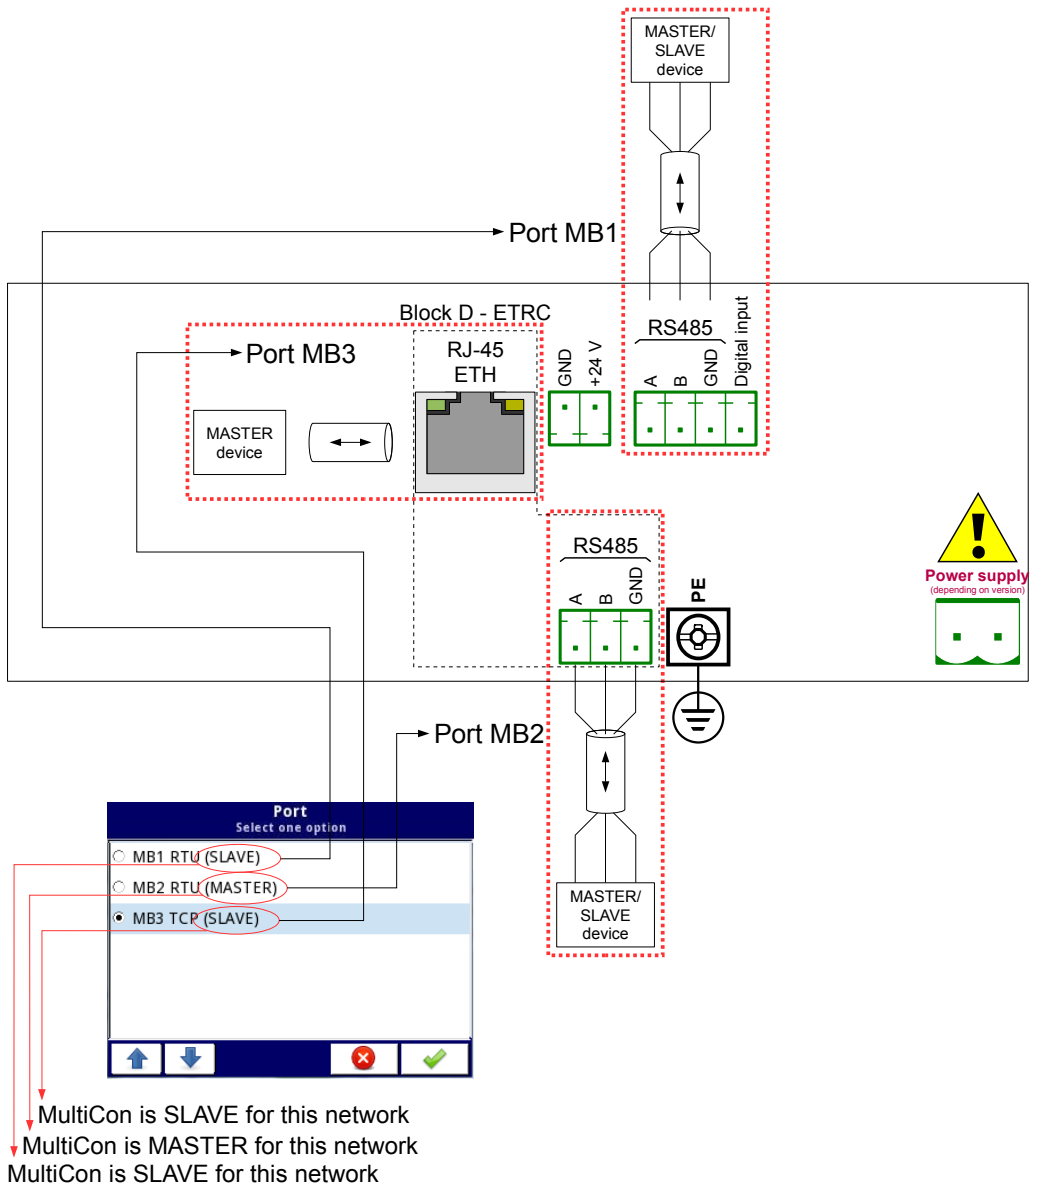 MASTER/
SLAVE
device
Port MB1
Block D - ETRC
Port MB3
RJ-45
ETH
GND
+24 V
RS485
A
B
GND
Digital input
MASTER
device
RS485
A
B
GND
PE
Power supply
(depending on version)
Port MB2
Port
Select one option
MB1 RTU (SLAVE)
MB2 RTU (MASTER)
MB3 TCP (SLAVE)
MASTER/
SLAVE
device
MultiCon is SLAVE for this network
MultiCon is MASTER for this network
MultiCon is SLAVE for this network